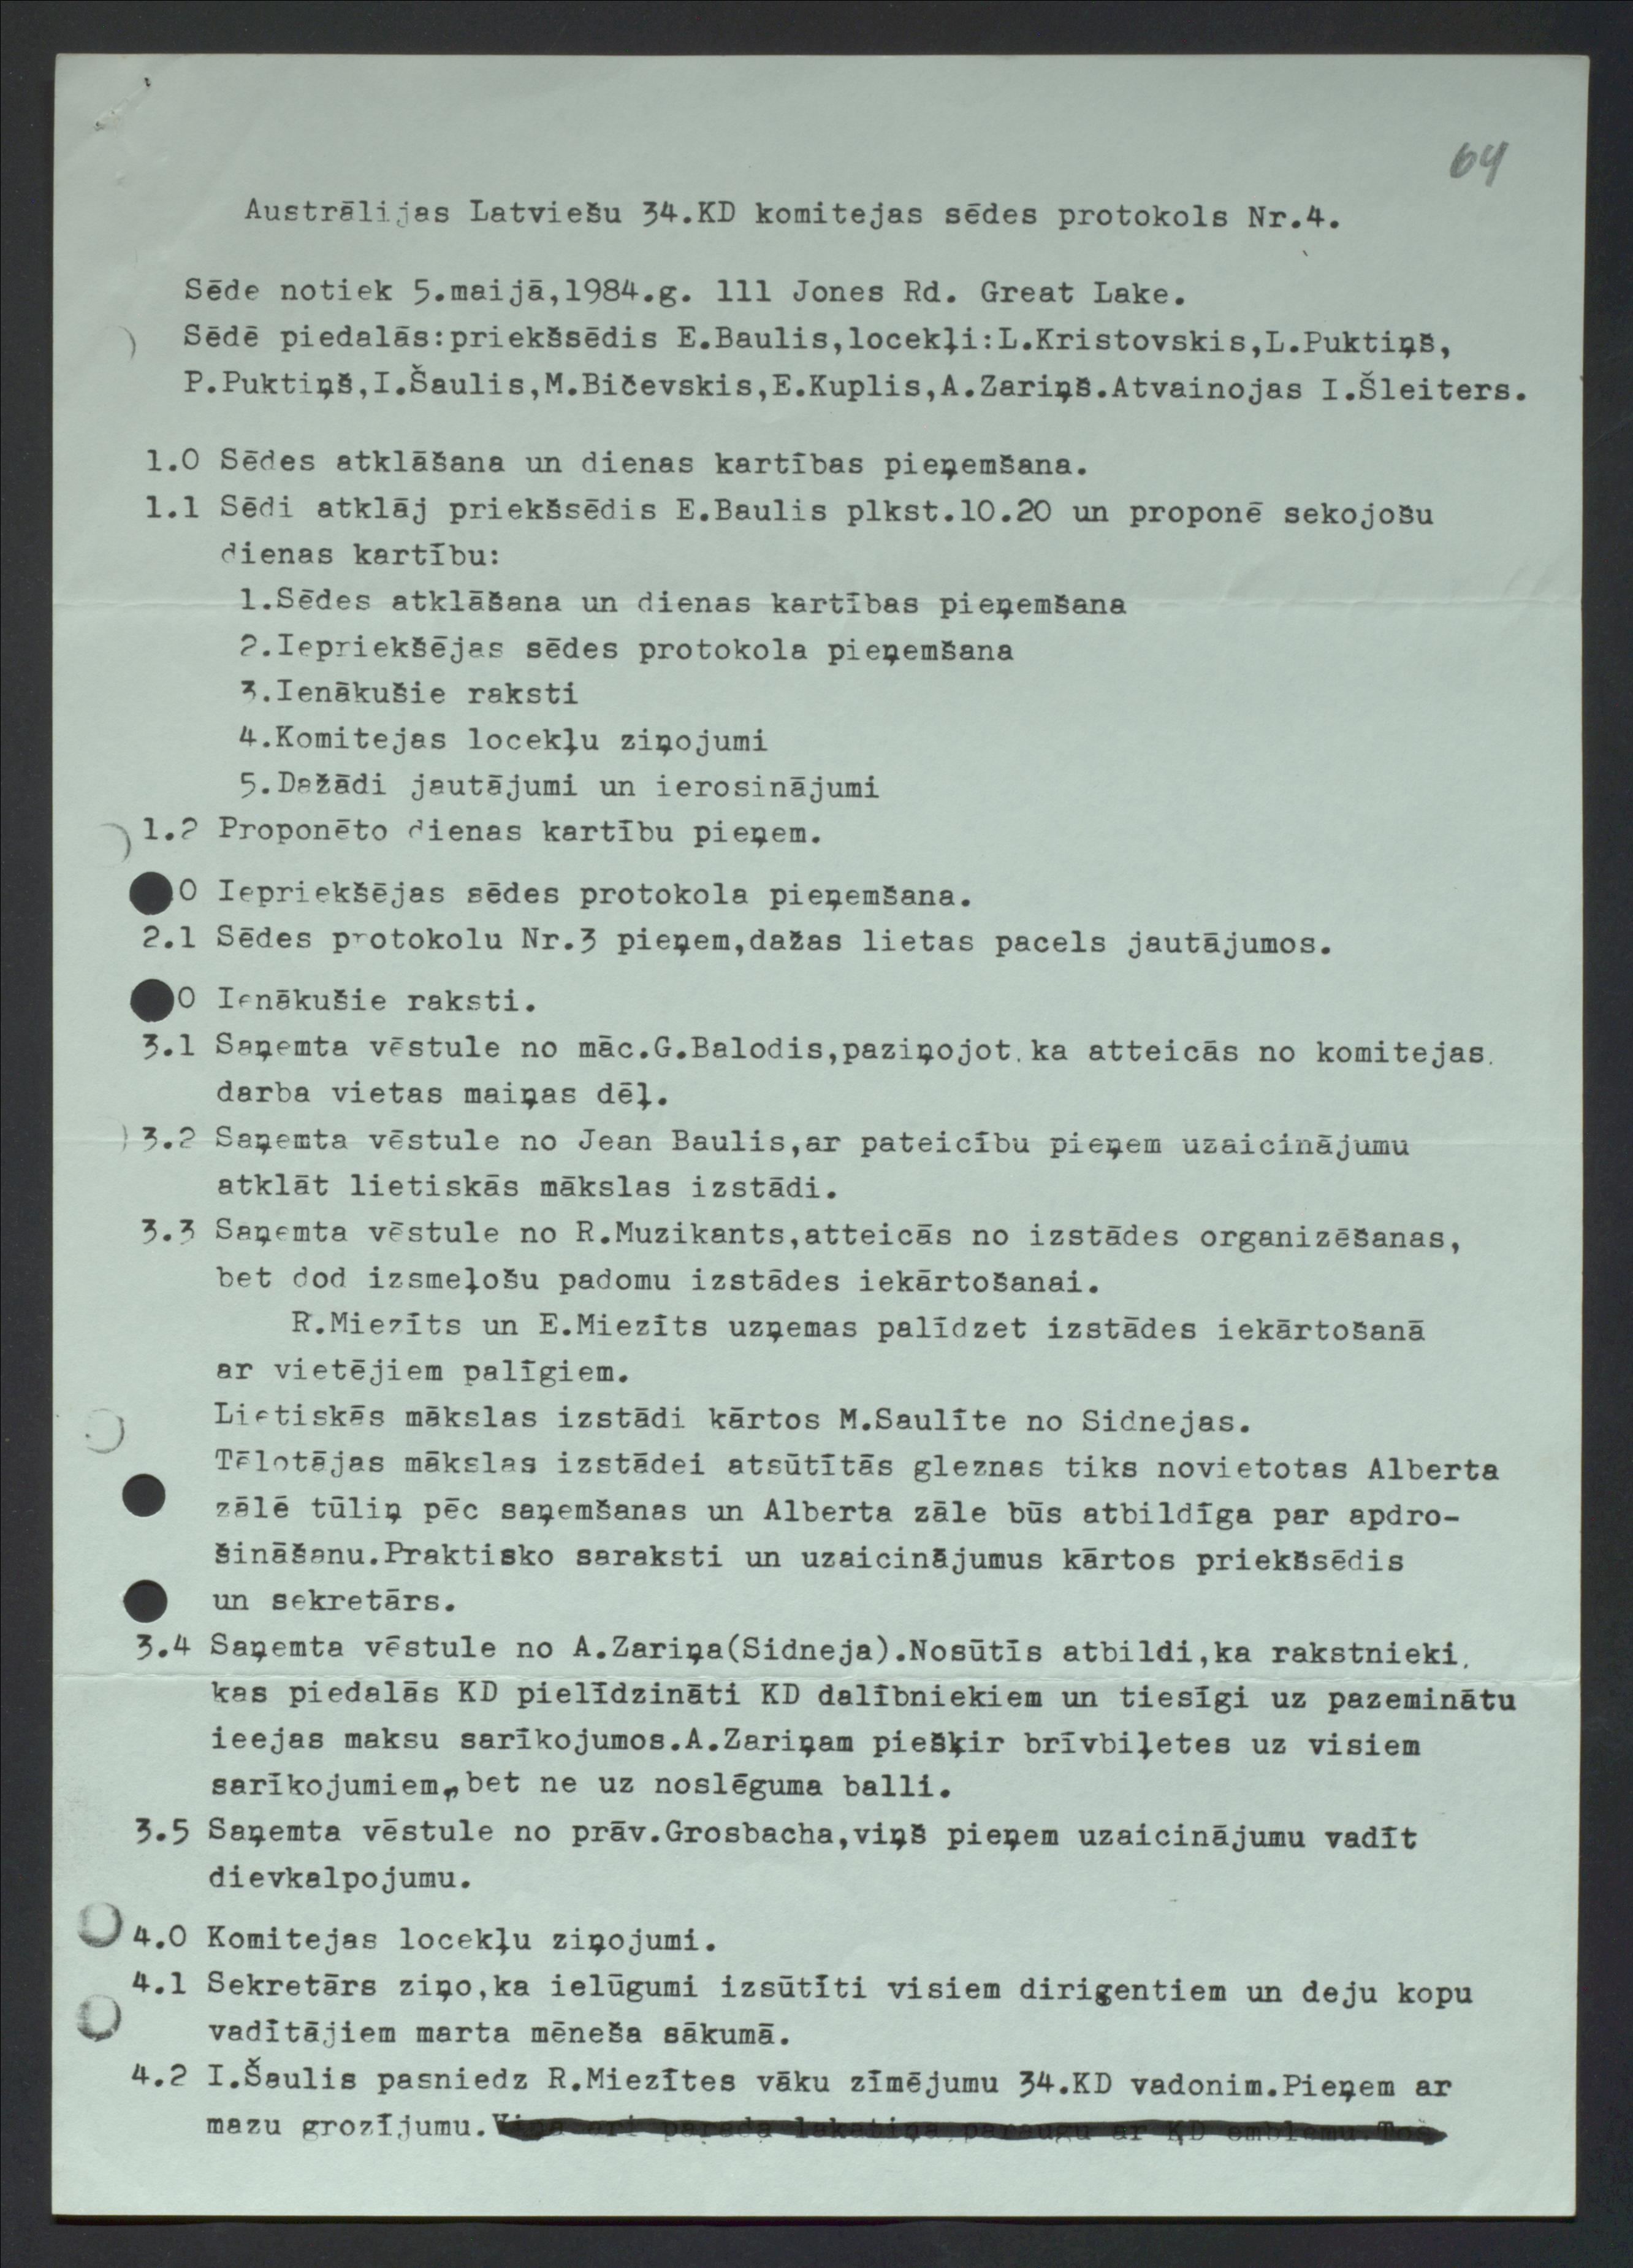 64
Austrālijas Latviešu 34.KD komitejas sēdes protokols Nr.4.
Sēde notiek 5.maijā,1984.g. 111 Jones Rd. Great Lake.
Sēdē piedalās:priekšsēdis E.Baulis,locekļi:L.Kristovskis,L.Puktiņš,
P.Puktiņš,I.Šaulis,M.Bičevskis,E.Kuplis,A.Zariņš.Atvainojas I.Šleiters.
1.0 Sēdes atklāšana un dienas kartības pieņemšana.
1.1 Sēdi atklāj priekšsēdis E.Baulis plkst.10.20 un proponē sekojošu
dienas kartību:
1.Sēdes atklāšana un dienas kartības pieņemšana
2.Iepriekšējas sēdes protokola pieņemšana
3.Ienākušie raksti
4.Komitejas locekļu ziņojumi
5.Dažādi jautājumi un ierosinājumi
1.2 Proponēto dienas kartību pieņem.
0 Iepriekšējas sēdes protokola pieņemšana.
2.1 Sēdes protokolu Nr.3 pieņem,dažas lietas pacels jautājumos.
0 Ienākušie raksti.
3.1 Saņemta vēstule no māc.G.Balodis,paziņojot,ka atteicās no komitejas
darba vietas maiņas dēļ.
3.2 Saņemta vēstule no Jean Baulis,ar pateicību pieņem uzaicinājumu
atklāt lietiskās mākslas izstādi.
3.3 Saņemta vēstule no R.Muzikants,atteicās no izstādes organizēšanas,
bet dod izsmeļošu padomu izstādes iekārtošanai.
R.Miezīts un E.Miezīts uzņemas palīdzet izstādes iekārtošanā
ar vietējiem palīgiem.
Lietiskās mākslas izstādi kārtos M.Saulīte no Sidnejas.
Tēlotājas mākslas izstādei atsūtītās gleznas tiks novietotas Alberta
zālē tūliņ pēc saņemšanas un Alberta zāle būs atbildīga par apdro-
šināšanu.Praktisko saraksti un uzaicinājumus kārtos priekšsēdis
un sekretārs.
3.4 Saņemta vēstule no A.Zariņa(Sidneja).Nosūtīs atbildi,ka rakstnieki,
kas piedalās KD pielīdzināti KD dalībniekiem un tiesīgi uz pazeminātu
ieejas maksu sarīkojumos.A.Zariņam piešķir brīvbiļetes uz visiem
sarīkojumiem, bet ne uz noslēguma balli.
3.5 Saņemta vēstule no prāv.Grosbacha,viņš pieņem uzaicinājumu vadīt
dievkalpojumu.
4.0 Komitejas locekļu ziņojumi.
4.1 Sekretārs ziņo,ka ielūgumi izsūtīti visiem diriģentiem un deju kopu
vadītājiem marta mēneša sākumā.
4.2 I.Šaulis pasniedz R.Miezītes vāku zīmējumu 34.KD vadonim.Pieņem ar
mazu grozījumu.